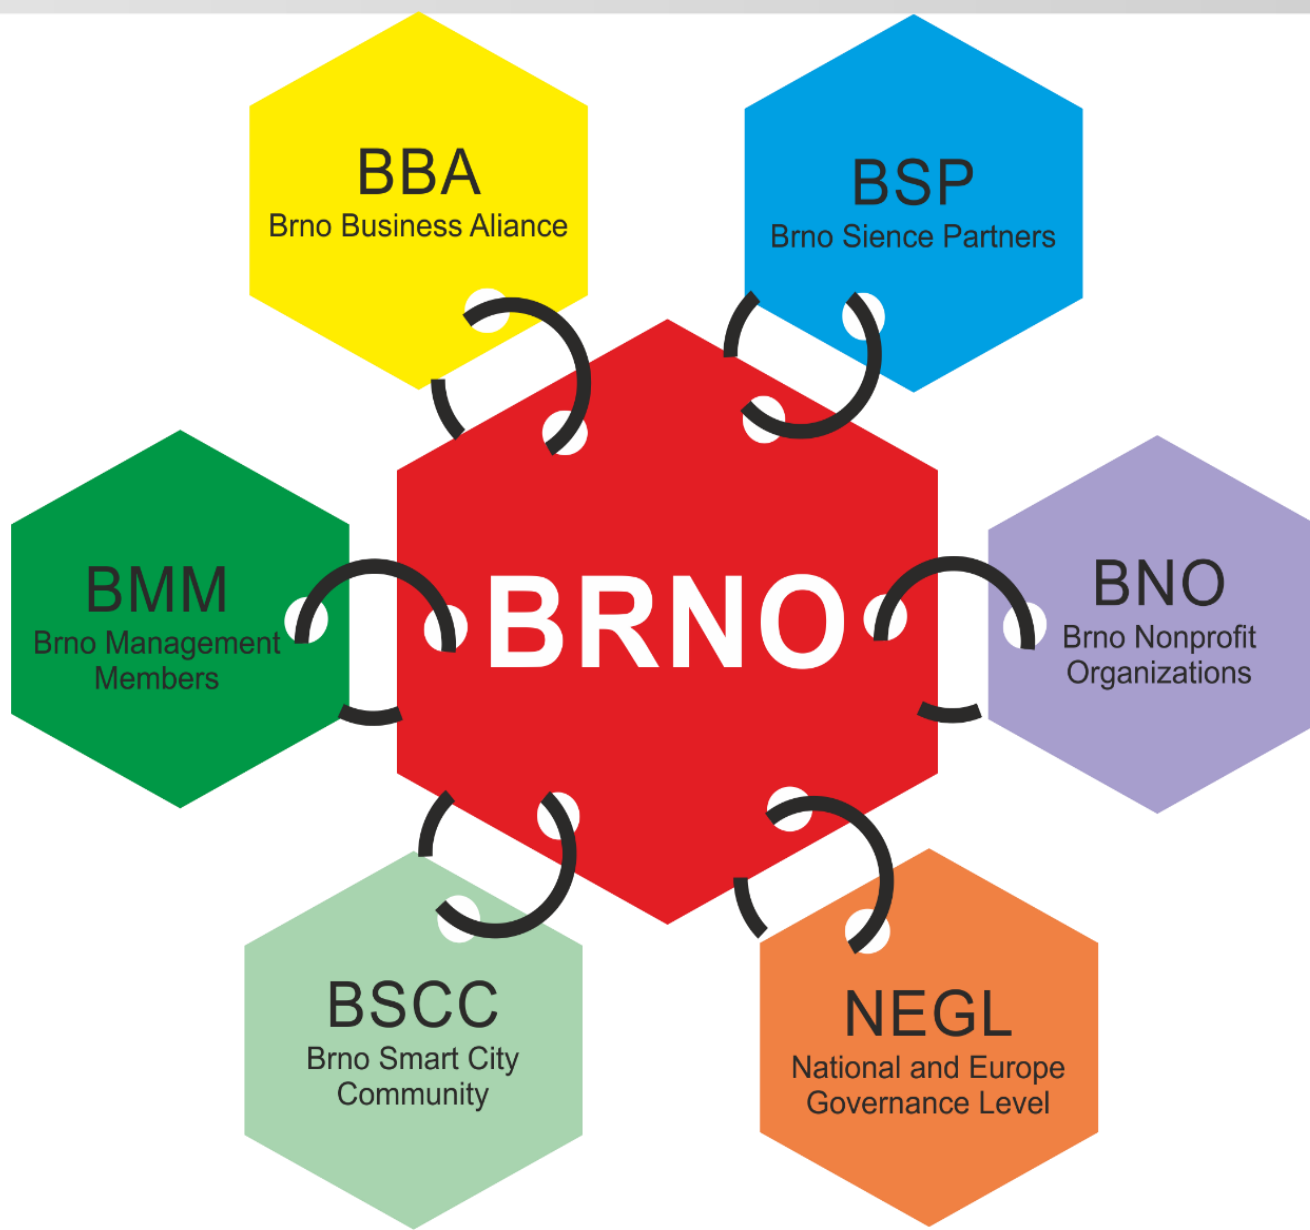 BBA
Brno Business Aliance
BSP
Brno Sience Partners
BMM
Brno Management
Members
BRNO
BNO
Brno Nonprofit
Organizations
BSCC
Brno Smart City
Community
NEGL
National and Europe
Governance Level